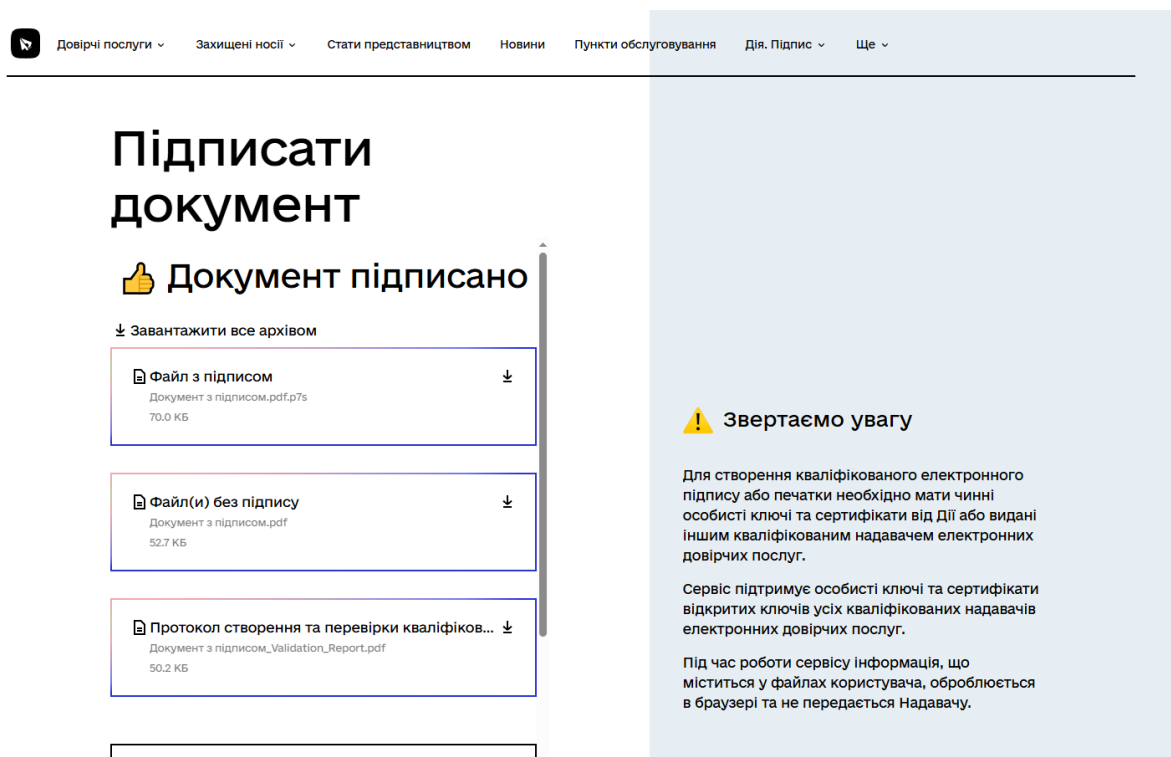 Довірчі послуги
Захищені носії
Стати представництвом
Новини
Пункти обслуговування
Дія. Підпис
Ще
Підписати
документ
👍 Документ підписано
Завантажити все архівом
Файл з підписом
Документ з підписом.pdf.p7s
70.0 КБ
Файл(и) без підпису
Документ з підписом.pdf
52.7 КБ
Протокол створення та перевірки кваліфіков...
Документ з підписом_Validation_Report.pdf
50.2 КБ
⚠️ Звертаємо увагу
Для створення кваліфікованого електронного
підпису або печатки необхідно мати чинні
особисті ключі та сертифікати від Дії або видані
іншим кваліфікованим надавачем електронних
довірчих послуг.
Сервіс підтримує особисті ключі та сертифікати
відкритих ключів усіх кваліфікованих надавачів
електронних довірчих послуг.
Під час роботи сервісу інформація, що
міститься у файлах користувача, оброблюється
в браузері та не передається Надавачу.